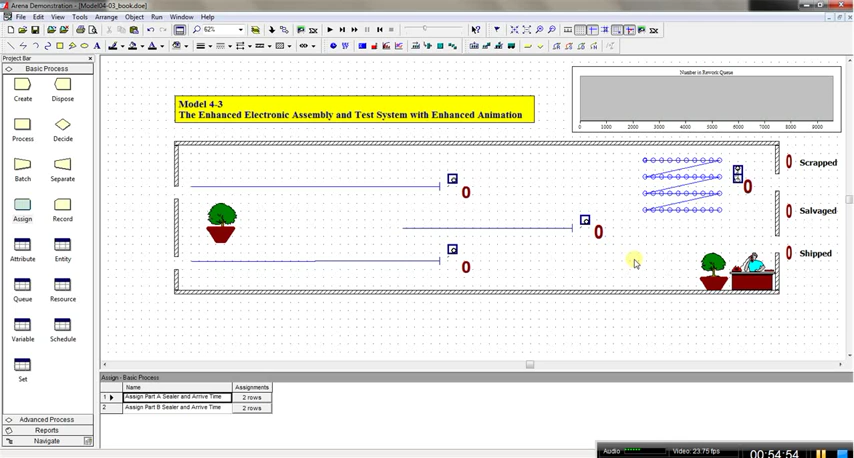 Arena Demonstration - [Model04-03_book.doe]
File Edit View Tools Arrange Object Run Window Help
62%
Project Bar
Basic Process
Create Dispose
Process Decide
Batch Separate
Assign Record
Attribute Entity
Queue Resource
Variable Schedule
Set
Advanced Process
Reports
Navigate
Model 4-3
The Enhanced Electronic Assembly and Test System with Enhanced Animation
Number in Rework Queue
0 1000 2000 3000 4000 5000 6000 7000 8000 9000
0
0
0
0
0 Scrapped
0 Salvaged
0 Shipped
Assign - Basic Process
Name Assignments
1 Assign Part A Sealer and Arrive Time 2 rows
2 Assign Part B Sealer and Arrive Time 2 rows
Audio Video: 23.75 fps 00:54:54